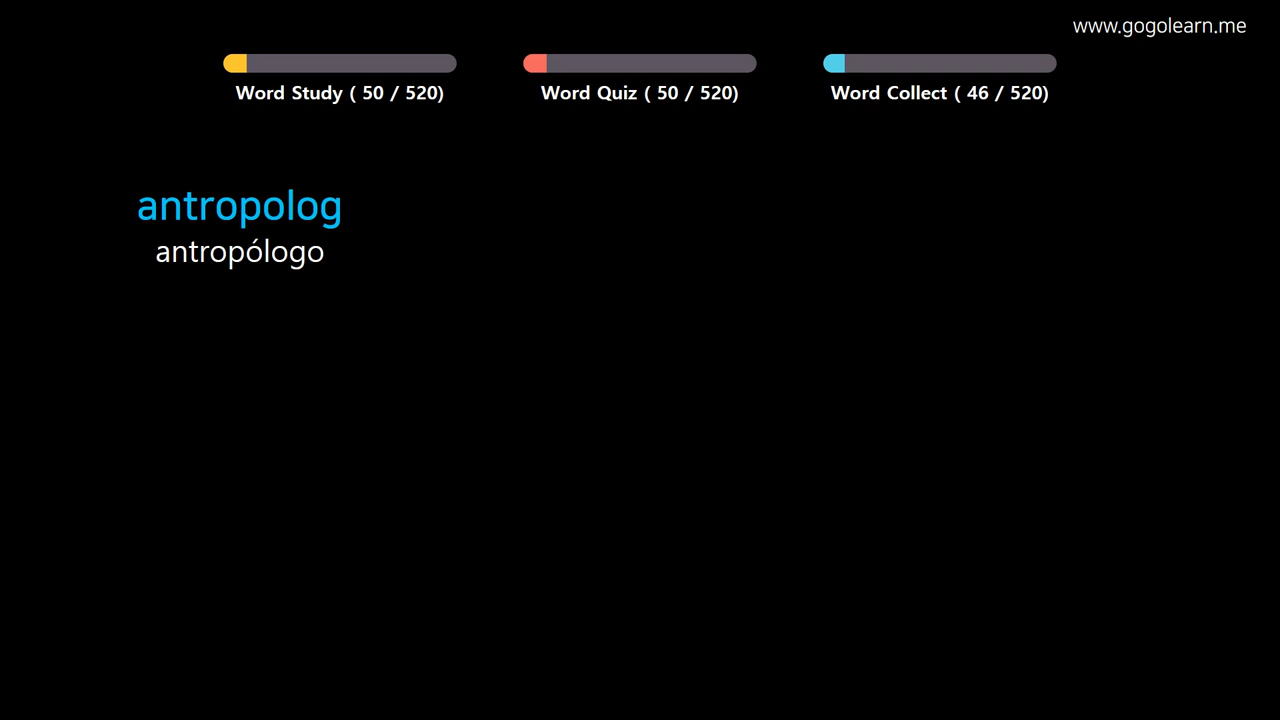 www.gogolearn.me
Word Study ( 50 / 520)
Word Quiz ( 50 / 520)
Word Collect ( 46 / 520)
antropolog
antropólogo